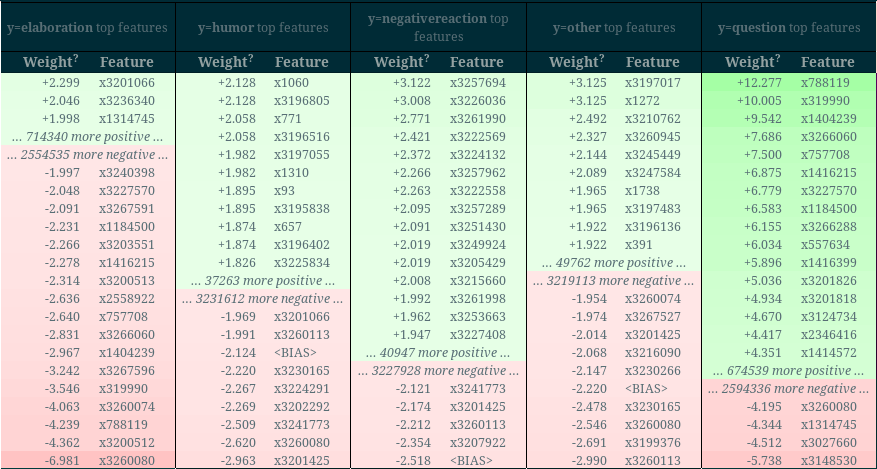 y=elaboration top features
Weight? Feature
+2.299 x3201066
+2.046 x3236340
+1.998 x1314745
... 714340 more positive ...
... 2554535 more negative ...
-1.997 x3240398
-2.048 x3227570
-2.091 x3267591
-2.231 x1184500
-2.266 x3203551
-2.278 x1416215
-2.314 x3200513
-2.636 x2558922
-2.640 x757708
-2.831 x3266060
-2.967 x1404239
-3.242 x3267596
-3.546 x319990
-4.063 x3260074
-4.239 x788119
-4.362 x3200512
-6.981 x3260080
y=humor top features
Weight? Feature
+2.128 x1060
+2.128 x3196805
+2.058 x771
+2.058 x3196516
+1.982 x3197055
+1.982 x1310
+1.895 x93
+1.895 x3195838
+1.874 x657
+1.874 x3196402
+1.826 x3225834
... 37263 more positive ...
... 3231612 more negative ...
-1.969 x3201066
-1.991 x3260113
-2.124 <BIAS>
-2.220 x3230165
-2.267 x3224291
-2.269 x3202292
-2.509 x3241773
-2.620 x3260080
-2.963 x3201425
y=negativereaction top
features
Weight? Feature
+3.122 x3257694
+3.008 x3226036
+2.771 x3261990
+2.421 x3222569
+2.372 x3224132
+2.266 x3257962
+2.263 x3222558
+2.095 x3257289
+2.091 x3251430
+2.019 x3249924
+2.019 x3205429
+2.008 x3215660
+1.992 x3261998
+1.962 x3253663
+1.947 x3227408
... 40947 more positive ...
... 3227928 more negative ...
-2.121 x3241773
-2.174 x3201425
-2.212 x3260113
-2.354 x3207922
-2.518 <BIAS>
y=other top features
Weight? Feature
+3.125 x3197017
+3.125 x1272
+2.492 x3210762
+2.327 x3260945
+2.144 x3245449
+2.089 x3247584
+1.965 x1738
+1.965 x3197483
+1.922 x3196136
+1.922 x391
... 49762 more positive ...
... 3219113 more negative ...
-1.954 x3260074
-1.974 x3267527
-2.014 x3201425
-2.068 x3216090
-2.147 x3230266
-2.220 <BIAS>
-2.478 x3230165
-2.546 x3260080
-2.691 x3199376
-2.990 x3260113
y=question top features
Weight? Feature
+12.277 x788119
+10.005 x319990
+9.542 x1404239
+7.686 x3266060
+7.500 x757708
+6.875 x1416215
+6.779 x3227570
+6.583 x1184500
+6.155 x3266288
+6.034 x557634
+5.896 x1416399
+5.036 x3201826
+4.934 x3201818
+4.670 x3124734
+4.417 x2346416
+4.351 x1414572
... 674539 more positive ...
... 2594336 more negative ...
-4.195 x3260080
-4.344 x1314745
-4.512 x3027660
-5.738 x3148530